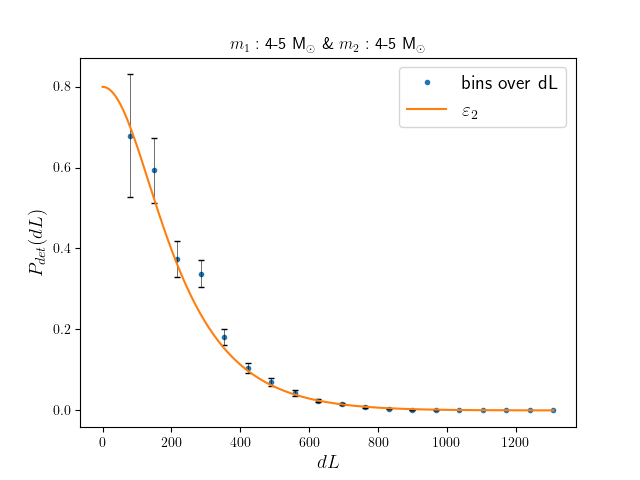 m₁ : 4-5 M☉ & m₂ : 4-5 M☉
bins over dL
ε₂
P_det(dL)
0.8
0.6
0.4
0.2
0.0
0 200 400 600 800 1000 1200
dL